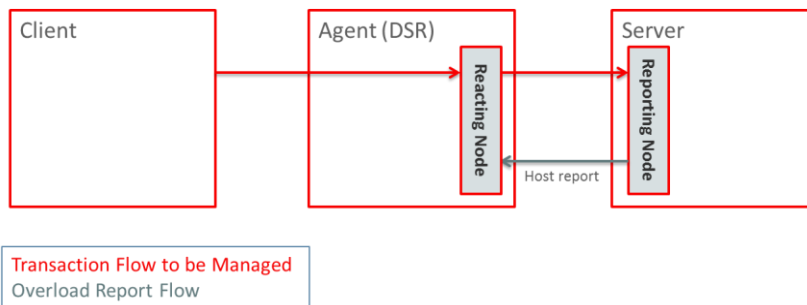 Client
Agent (DSR)
Server
Reacting Node
Reporting Node
Host report
Transaction Flow to be Managed
Overload Report Flow